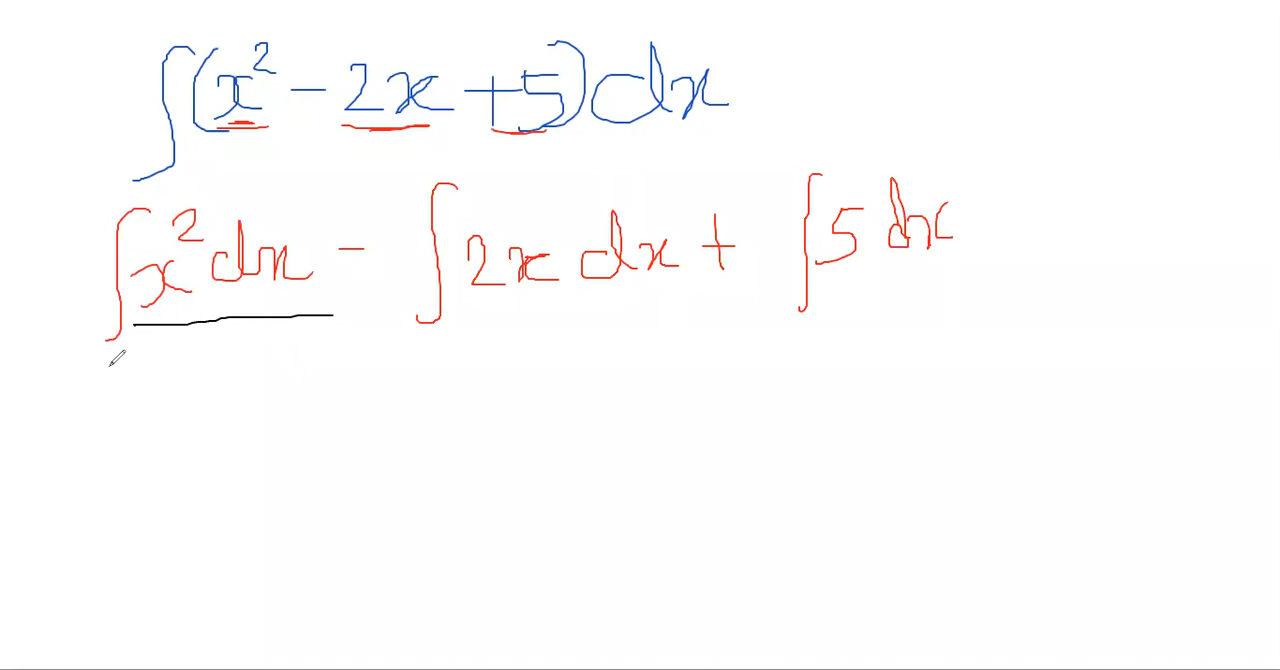 ∫(x² - 2x + 5)dx
∫x² dx - ∫2x dx + ∫5 dx